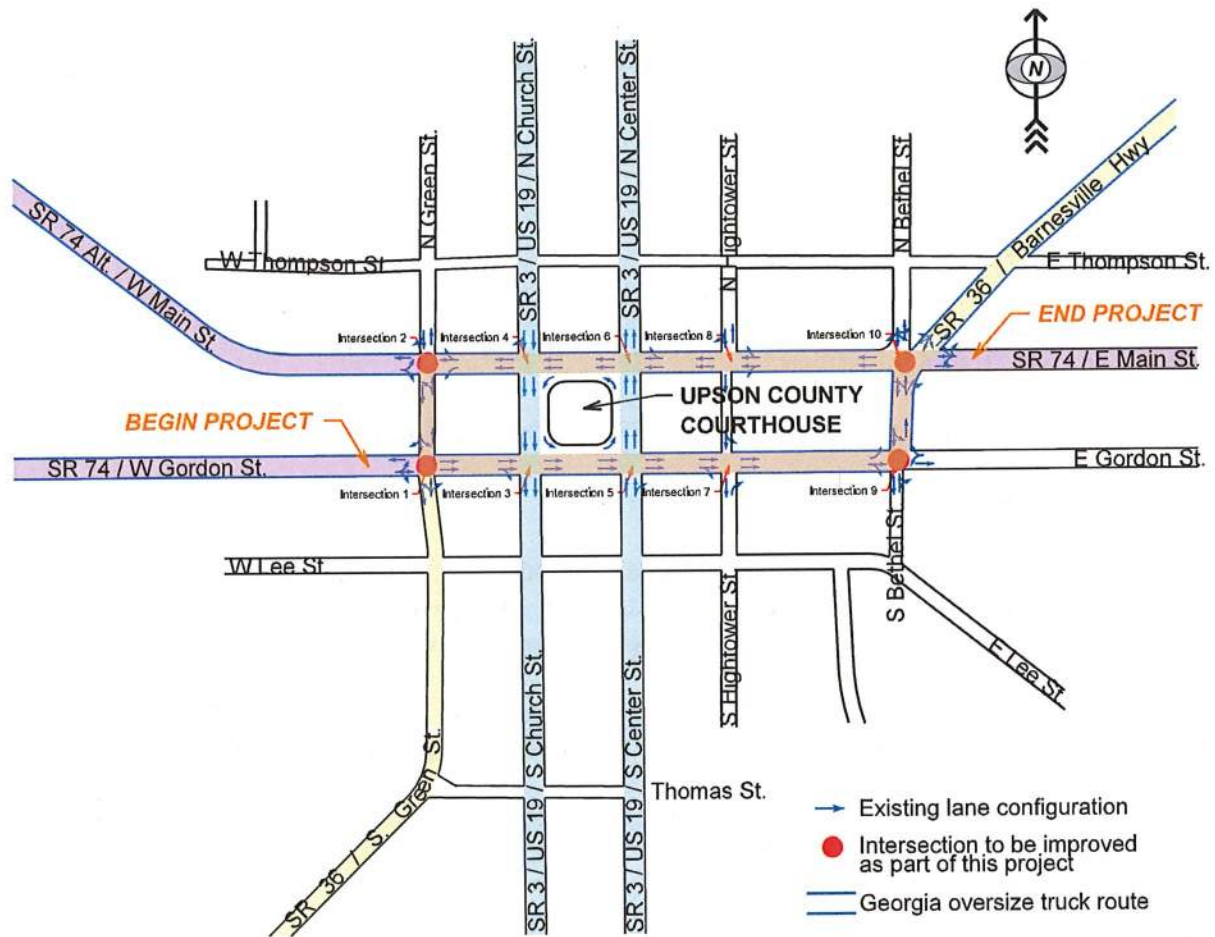 N
SR 3 / US 19 / N Church St.
SR 3 / US 19 / N Center St.
N Green St.
N Hightower St.
N Bethel St.
SR 36 / Barnesville Hwy
SR 74 Alt. / W Main St.
W Thompson St
E Thompson St.
Intersection 2
Intersection 4
Intersection 6
Intersection 8
Intersection 10
END PROJECT
SR 74 / E Main St.
UPSON COUNTY
COURTHOUSE
BEGIN PROJECT
SR 74 / W Gordon St.
E Gordon St.
Intersection 1
Intersection 3
Intersection 5
Intersection 7
Intersection 9
W Lee St
S Bethel St.
E Lee St.
S Hightower St
SR 3 / US 19 / S Church St.
SR 3 / US 19 / S Center St.
SR 36 / S. Green St.
Thomas St.
Existing lane configuration
Intersection to be improved
as part of this project
Georgia oversize truck route